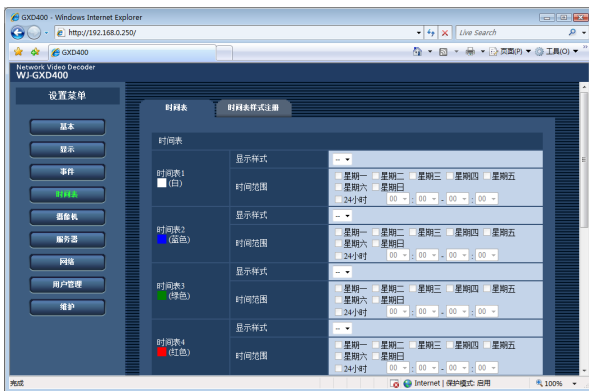 GXD400 - Windows Internet Explorer
http://192.168.0.250/
Live Search
GXD400
页面(P)
工具(O)
Network Video Decoder
WJ-GXD400
设置菜单
基本
显示
事件
时间表
摄像机
服务器
网络
用户管理
维护
时间表 时间表样式注册
时间表
时间表1
(白)
显示样式 --
时间范围
星期一 星期二 星期三 星期四 星期五
星期六 星期日
24小时 00 : 00 - 00 : 00
时间表2
(蓝色)
显示样式 --
时间范围
星期一 星期二 星期三 星期四 星期五
星期六 星期日
24小时 00 : 00 - 00 : 00
时间表3
(绿色)
显示样式 --
时间范围
星期一 星期二 星期三 星期四 星期五
星期六 星期日
24小时 00 : 00 - 00 : 00
时间表4
(红色)
显示样式 --
时间范围
星期一 星期二 星期三 星期四 星期五
星期六 星期日
24小时 00 : 00 - 00 : 00
完成
Internet | 保护模式: 启用
100%